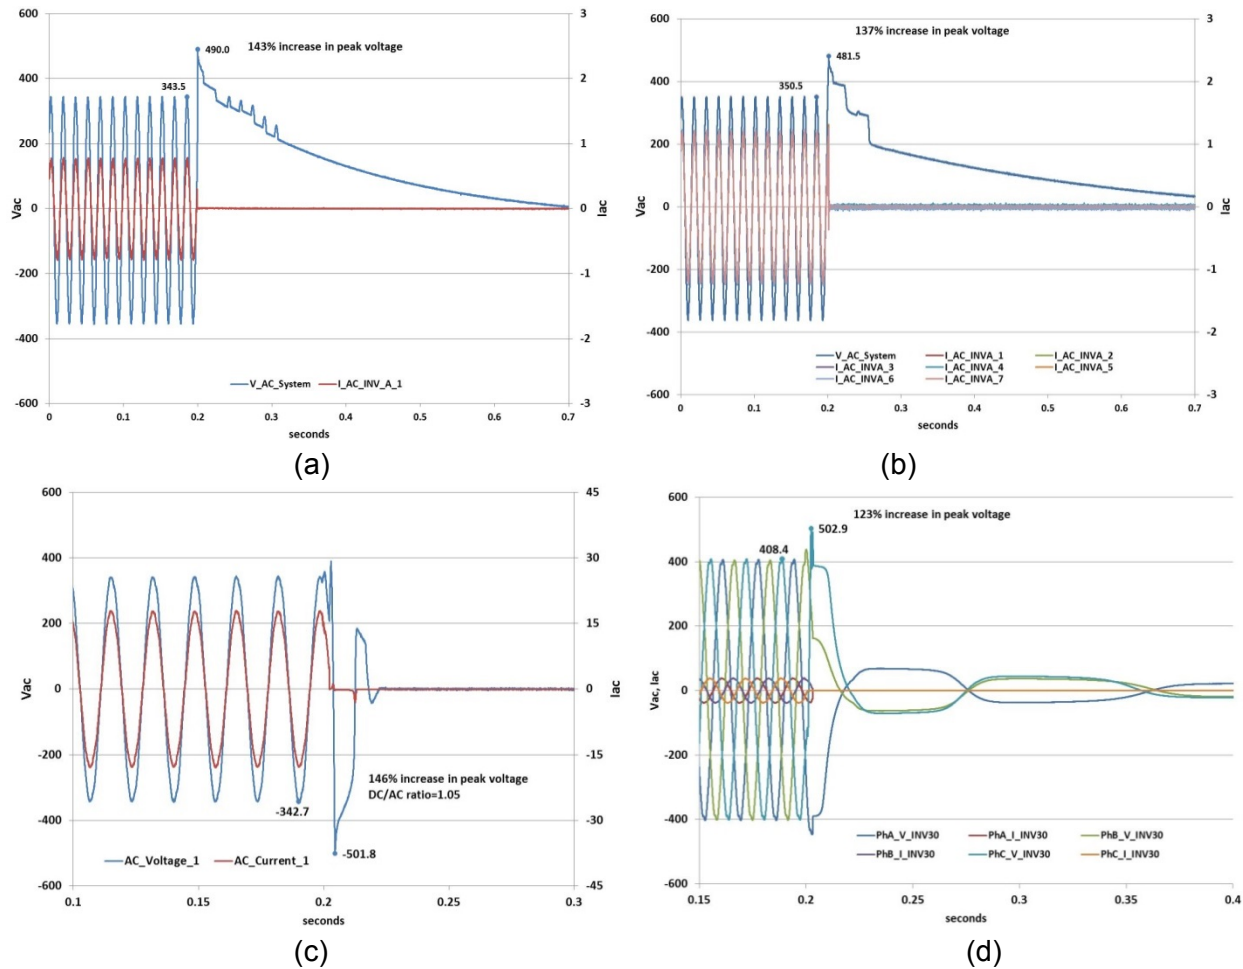 600
400
200
0
-200
-400
-600
Vac
3
2
1
0
-1
-2
-3
Iac
143% increase in peak voltage
490.0
343.5
V_AC_System I_AC_INV_A_1
0 0.1 0.2 0.3 0.4 0.5 0.6 0.7
seconds
(a)
600
400
200
0
-200
-400
-600
Vac
3
2
1
0
-1
-2
-3
Iac
137% increase in peak voltage
481.5
350.5
V_AC_System I_AC_INVA_1 I_AC_INVA_2
I_AC_INVA_3 I_AC_INVA_4 I_AC_INVA_5
I_AC_INVA_6 I_AC_INVA_7
0 0.1 0.2 0.3 0.4 0.5 0.6 0.7
seconds
(b)
600
400
200
0
-200
-400
-600
Vac
45
30
15
0
-15
-30
-45
Iac
146% increase in peak voltage
DC/AC ratio=1.05
-342.7
-501.8
AC_Voltage_1 AC_Current_1
0.1 0.15 0.2 0.25 0.3
seconds
(c)
600
400
200
0
-200
-400
-600
Vac, Iac
123% increase in peak voltage
502.9
408.4
PhA_V_INV30 PhA_I_INV30 PhB_V_INV30
PhB_I_INV30 PhC_V_INV30 PhC_I_INV30
0.15 0.2 0.25 0.3 0.35 0.4
seconds
(d)